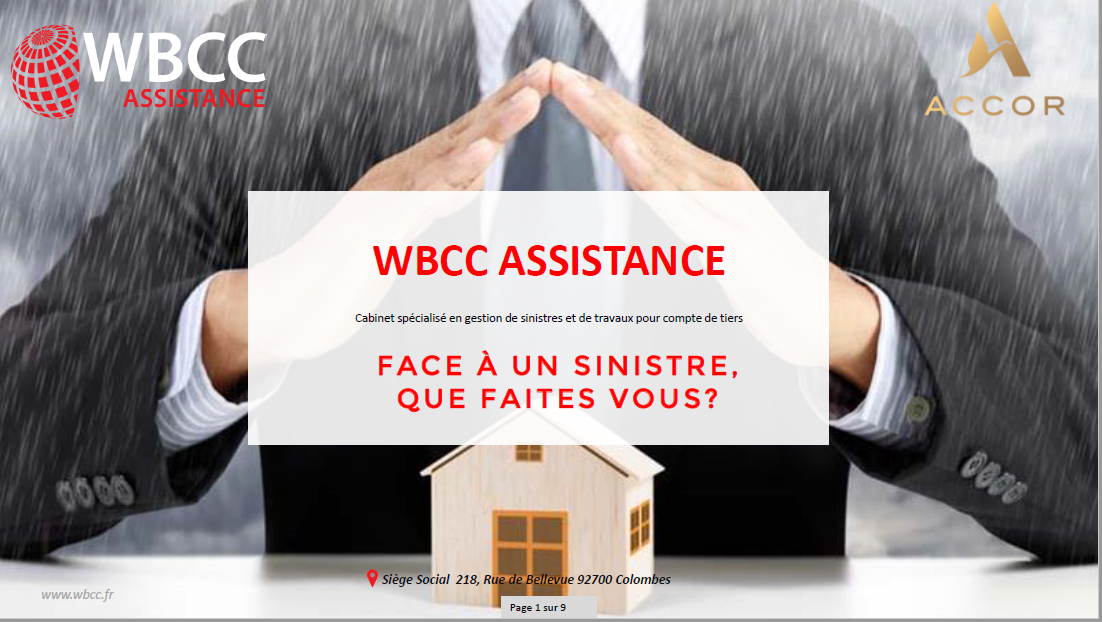 WBCC
ASSISTANCE
ACCOR
WBCC ASSISTANCE
Cabinet spécialisé en gestion de sinistres et de travaux pour compte de tiers
FACE À UN SINISTRE,
QUE FAITES VOUS?
Siège Social 218, Rue de Bellevue 92700 Colombes
www.wbcc.fr
Page 1 sur 9